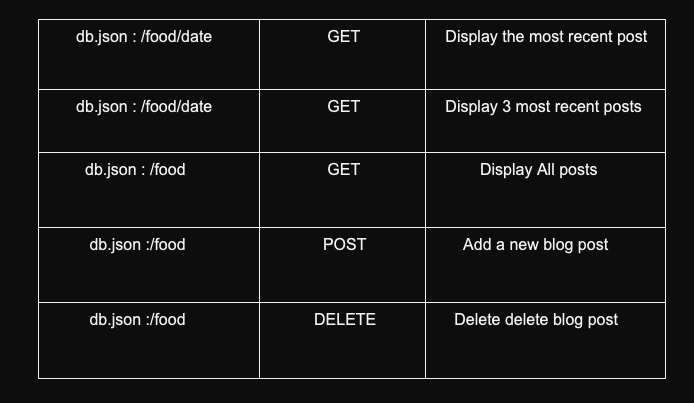 db.json : /food/date GET Display the most recent post
db.json : /food/date GET Display 3 most recent posts
db.json : /food GET Display All posts
db.json :/food POST Add a new blog post
db.json :/food DELETE Delete delete blog post